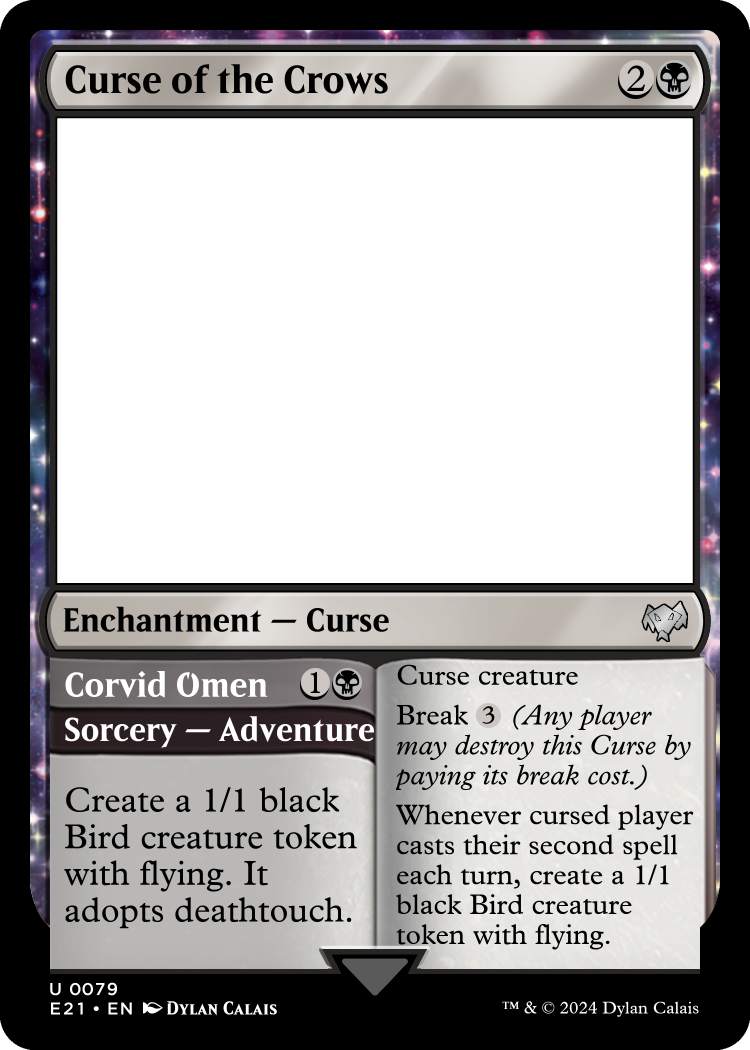 Curse of the Crows 2
Enchantment — Curse
Corvid Omen 1
Sorcery — Adventure
Create a 1/1 black
Bird creature token
with flying. It
adopts deathtouch.
Curse creature
Break 3 (Any player
may destroy this Curse by
paying its break cost.)
Whenever cursed player
casts their second spell
each turn, create a 1/1
black Bird creature
token with flying.
U 0079
E21 • EN Dylan Calais
™ & © 2024 Dylan Calais